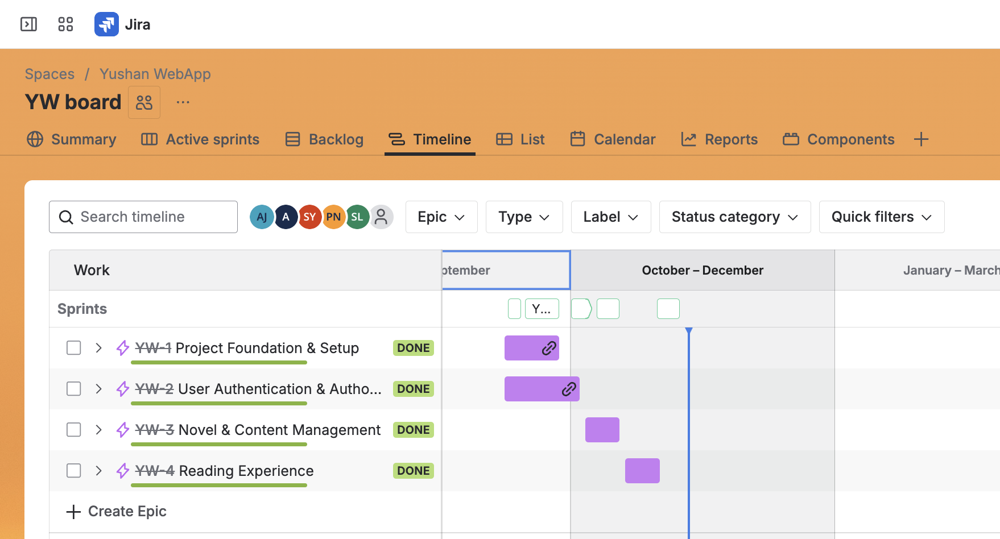 Jira
Spaces / Yushan WebApp
YW board
Summary Active sprints Backlog Timeline List Calendar Reports Components
Search timeline AJ A SY PN SL Epic Type Label Status category Quick filters
Work ptember October – December January – March
Sprints Y...
YW-1 Project Foundation & Setup DONE
YW-2 User Authentication & Autho... DONE
YW-3 Novel & Content Management DONE
YW-4 Reading Experience DONE
Create Epic